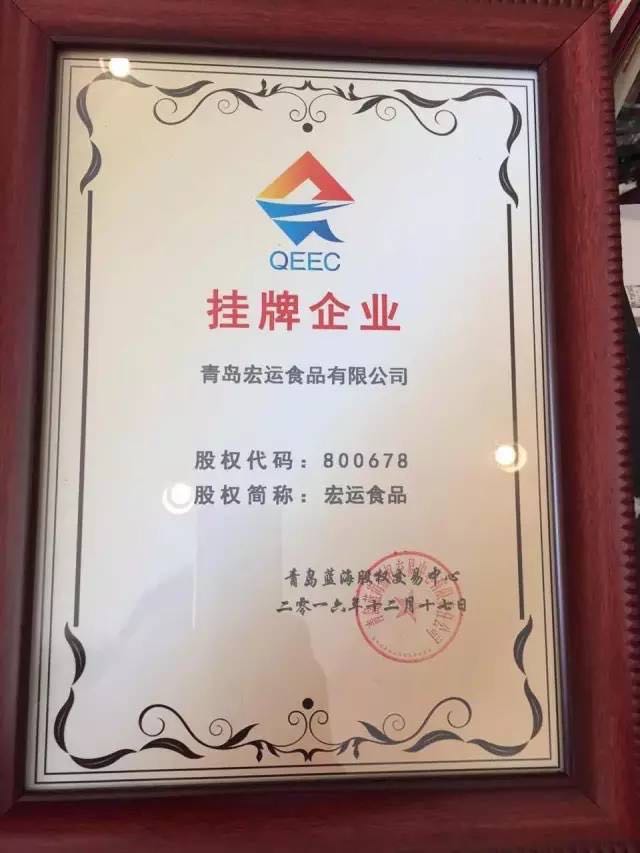 QEEC
挂牌企业
青岛宏运食品有限公司
股权代码：800678
股权简称：宏运食品
青岛蓝海股权交易中心
二零一六年十二月十七日